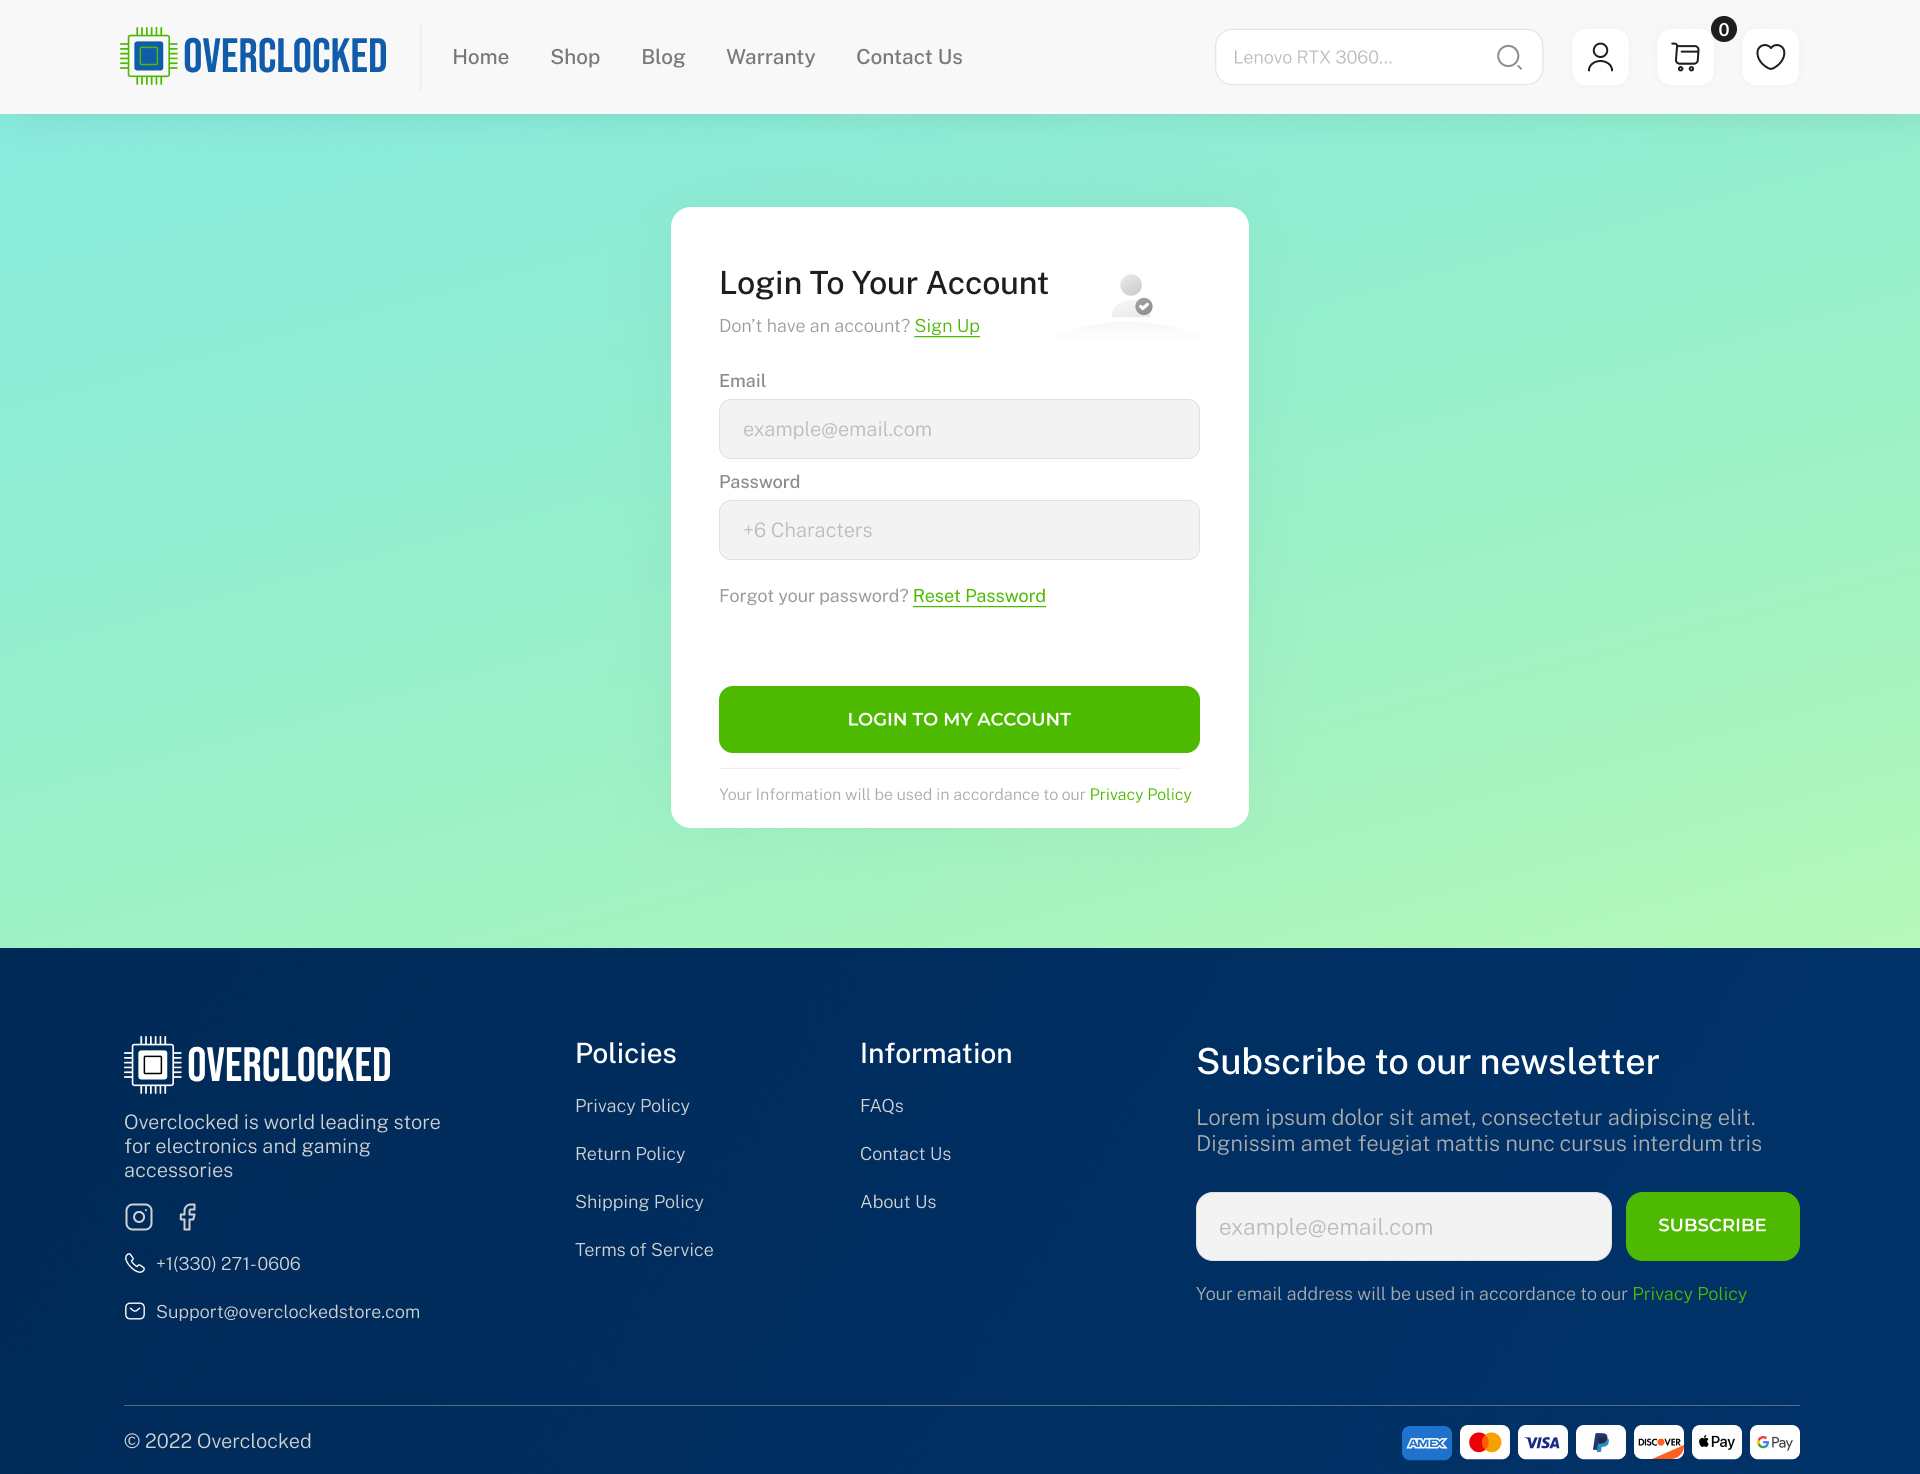 OVERCLOCKED
Home
Shop
Blog
Warranty
Contact Us
Lenovo RTX 3060...
0
Login To Your Account
Don't have an account? Sign Up
Email
example@email.com
Password
+6 Characters
Forgot your password? Reset Password
LOGIN TO MY ACCOUNT
Your Information will be used in accordance to our Privacy Policy
OVERCLOCKED
Overclocked is world leading store
for electronics and gaming
accessories
+1(330) 271-0606
Support@overclockedstore.com
Policies
Privacy Policy
Return Policy
Shipping Policy
Terms of Service
Information
FAQs
Contact Us
About Us
Subscribe to our newsletter
Lorem ipsum dolor sit amet, consectetur adipiscing elit.
Dignissim amet feugiat mattis nunc cursus interdum tris
example@email.com
SUBSCRIBE
Your email address will be used in accordance to our Privacy Policy
© 2022 Overclocked
AMEX
VISA
DISCOVER
Pay
G Pay